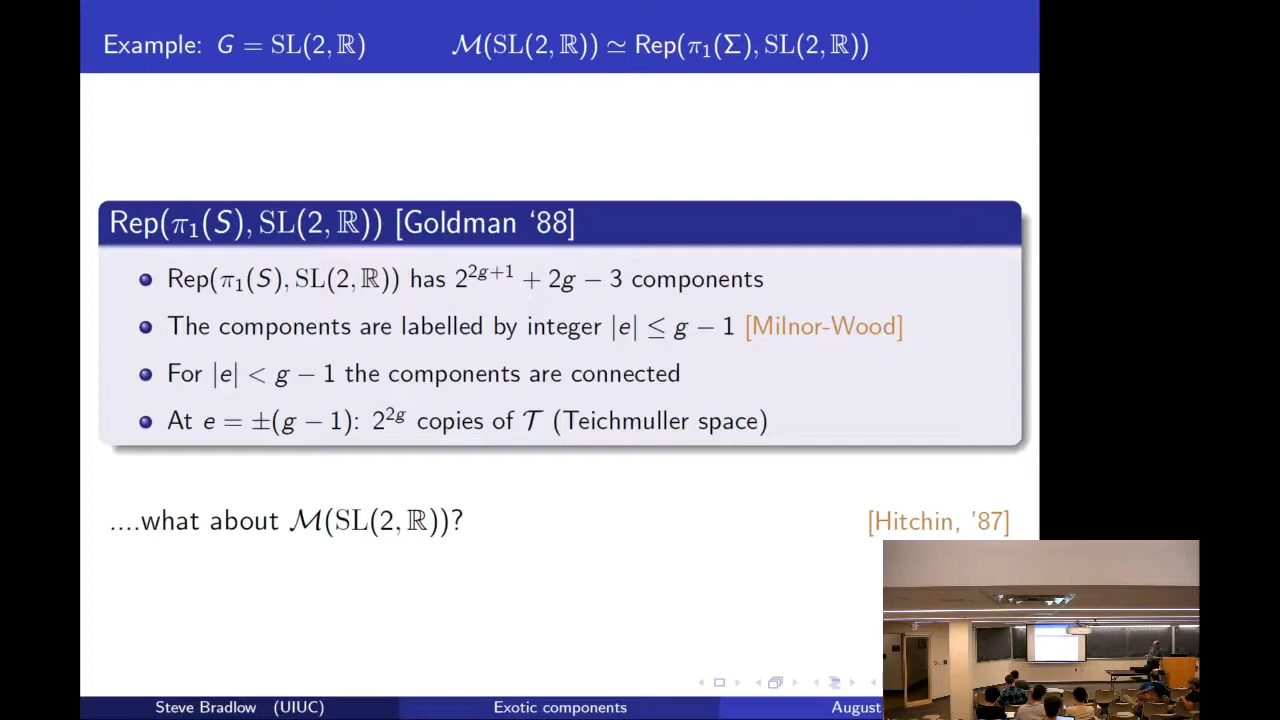 Example: G = SL(2, ℝ) 𝓜(SL(2, ℝ)) ≃ Rep(π₁(Σ), SL(2, ℝ))
Rep(π₁(S), SL(2, ℝ)) [Goldman ‘88]
Rep(π₁(S), SL(2, ℝ)) has 2^{2g+1} + 2g − 3 components
The components are labelled by integer |e| ≤ g − 1 [Milnor-Wood]
For |e| < g − 1 the components are connected
At e = ±(g − 1): 2^{2g} copies of 𝒯 (Teichmuller space)
....what about 𝓜(SL(2, ℝ))? [Hitchin, '87]
Steve Bradlow (UIUC) Exotic components August